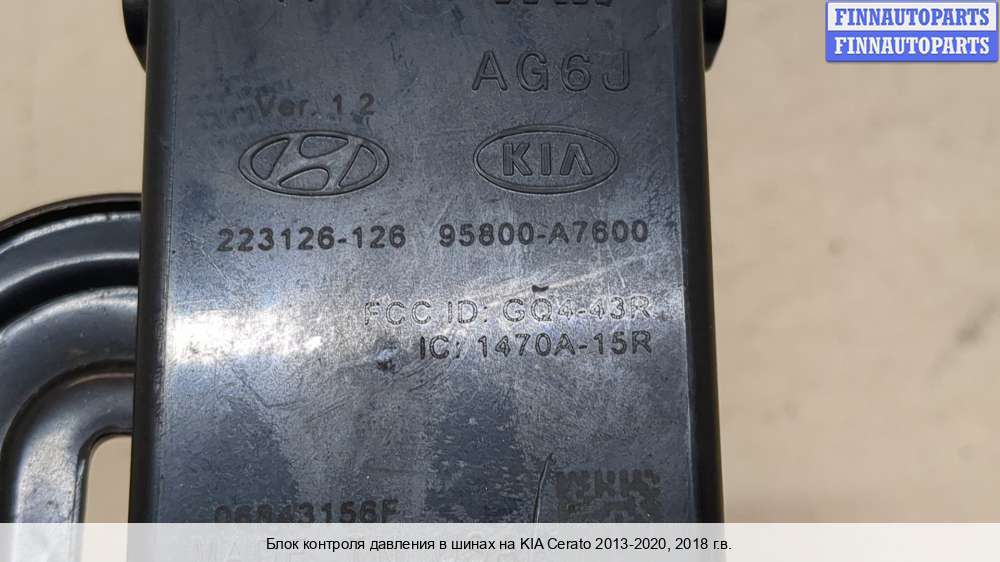 FINNAUTOPARTS
FINNAUTOPARTS
AG6J
Ver. 1.2
KIA
223126-126 95800-A7600
FCC ID: GQ4-43R
IC: 1470A-15R
Блок контроля давления в шинах на KIA Cerato 2013-2020, 2018 г.в.